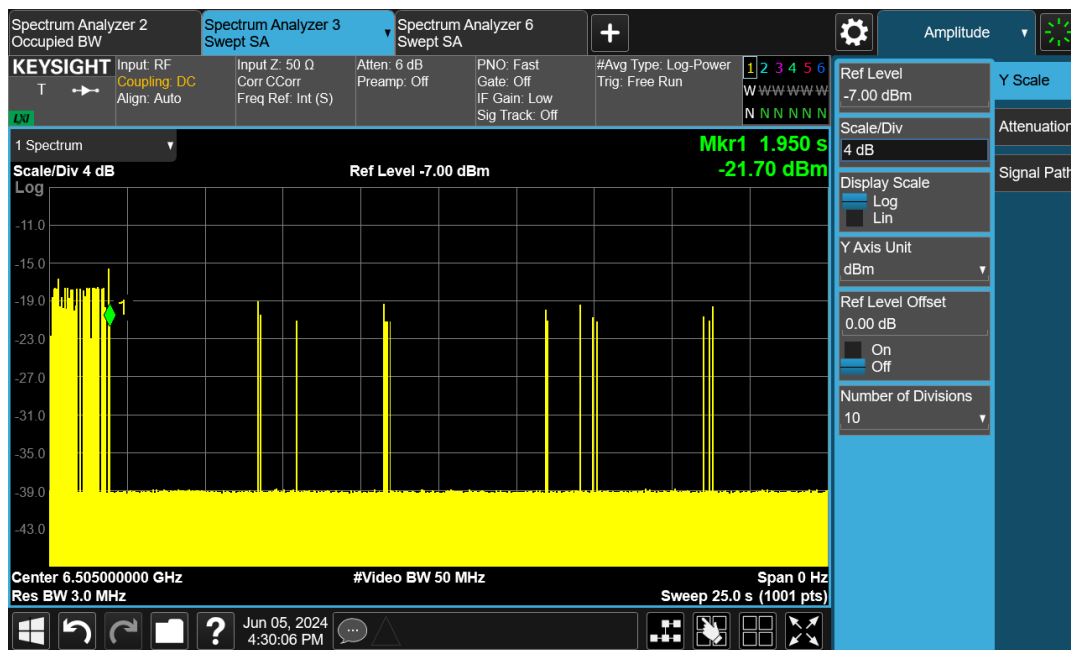 Spectrum Analyzer 2
Occupied BW
Spectrum Analyzer 3
Swept SA
Spectrum Analyzer 6
Swept SA
Amplitude
KEYSIGHT
T
LXI
Input: RF
Coupling: DC
Align: Auto
Input Z: 50 Ω
Corr CCorr
Freq Ref: Int (S)
Atten: 6 dB
Preamp: Off
PNO: Fast
Gate: Off
IF Gain: Low
Sig Track: Off
#Avg Type: Log-Power
Trig: Free Run
1 2 3 4 5 6
W W W W W W
N N N N N N
1 Spectrum
Mkr1 1.950 s
Scale/Div 4 dB
Ref Level -7.00 dBm
-21.70 dBm
Log
-11.0
-15.0
-19.0
-23.0
-27.0
-31.0
-35.0
-39.0
-43.0
1
Center 6.505000000 GHz
#Video BW 50 MHz
Span 0 Hz
Res BW 3.0 MHz
Sweep 25.0 s (1001 pts)
Ref Level
-7.00 dBm
Scale/Div
4 dB
Display Scale
Log
Lin
Y Axis Unit
dBm
Ref Level Offset
0.00 dB
On
Off
Number of Divisions
10
Y Scale
Attenuation
Signal Path
?
Jun 05, 2024
4:30:06 PM